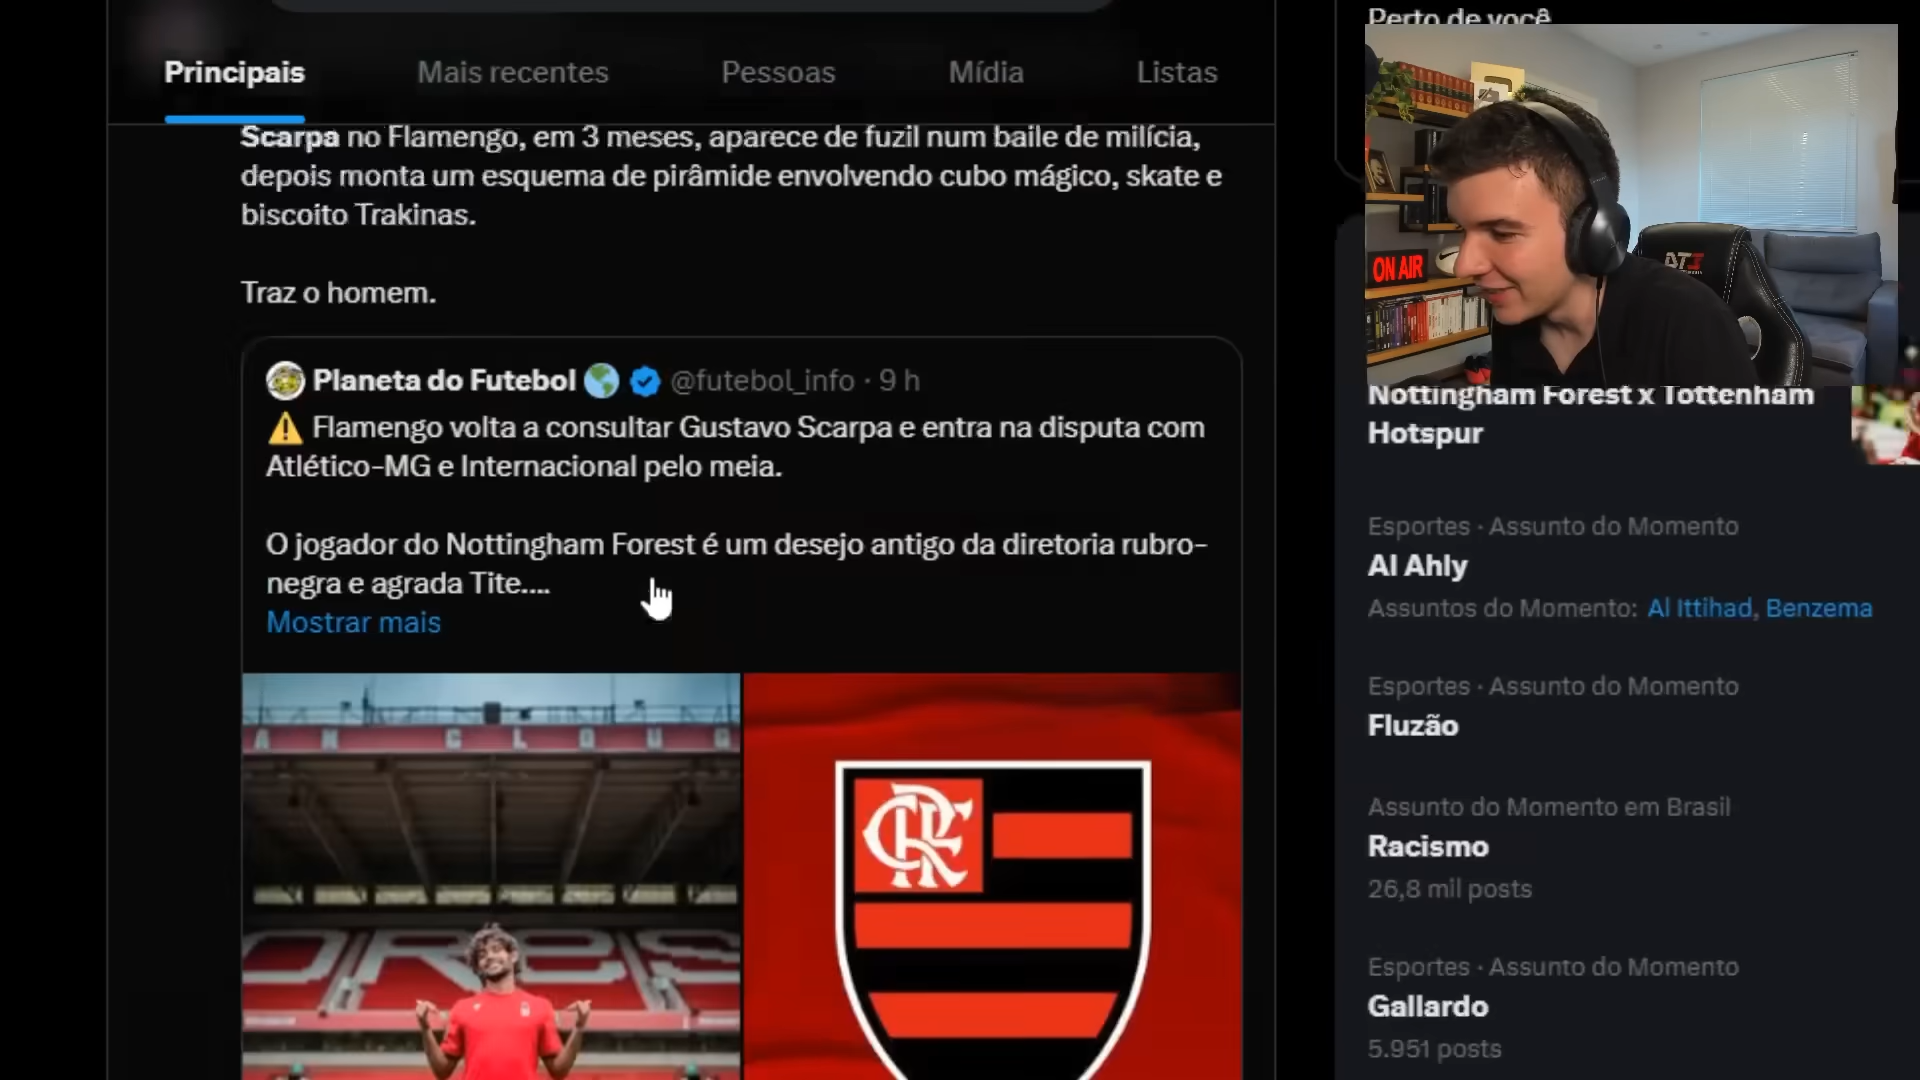 Principais
Mais recentes
Pessoas
Mídia
Listas
Scarpa no Flamengo, em 3 meses, aparece de fuzil num baile de milícia,
depois monta um esquema de pirâmide envolvendo cubo mágico, skate e
biscoito Trakinas.
Traz o homem.
Planeta do Futebol @futebol_info · 9 h
Flamengo volta a consultar Gustavo Scarpa e entra na disputa com
Atlético-MG e Internacional pelo meia.
O jogador do Nottingham Forest é um desejo antigo da diretoria rubro-
negra e agrada Tite....
Mostrar mais
A N C L O U G
ORES
CRF
Perto de você
ON AIR
DT3
Nottingham Forest x Tottenham
Hotspur
Esportes · Assunto do Momento
Al Ahly
Assuntos do Momento: Al Ittihad, Benzema
Esportes · Assunto do Momento
Fluzão
Assunto do Momento em Brasil
Racismo
26,8 mil posts
Esportes · Assunto do Momento
Gallardo
5.951 posts